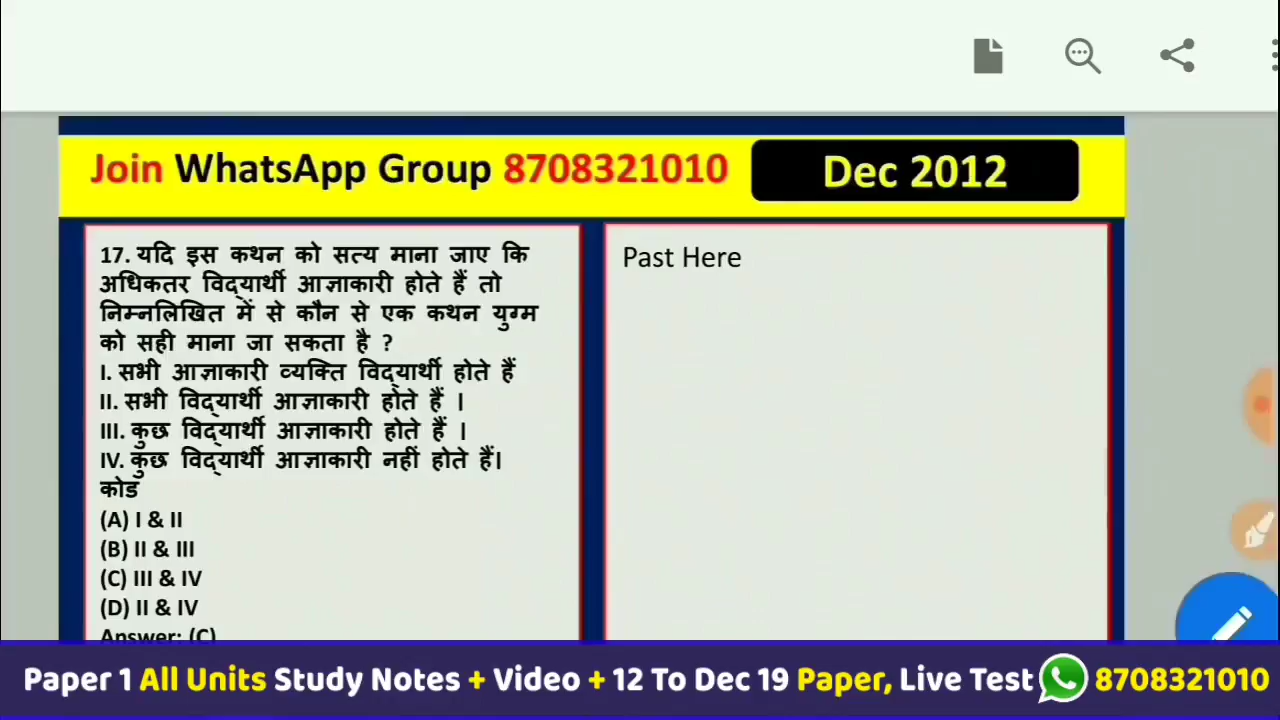 Join WhatsApp Group 8708321010
Dec 2012
17. यदि इस कथन को सत्य माना जाए कि
अधिकतर विद्यार्थी आज्ञाकारी होते हैं तो
निम्नलिखित में से कौन से एक कथन युग्म
को सही माना जा सकता है ?
I. सभी आज्ञाकारी व्यक्ति विद्यार्थी होते हैं
II. सभी विद्यार्थी आज्ञाकारी होते हैं ।
III. कुछ विद्यार्थी आज्ञाकारी होते हैं ।
IV. कुछ विद्यार्थी आज्ञाकारी नहीं होते हैं।
कोड
(A) I & II
(B) II & III
(C) III & IV
(D) II & IV
Answer: (C)
Past Here
Paper 1 All Units Study Notes + Video + 12 To Dec 19 Paper, Live Test 8708321010